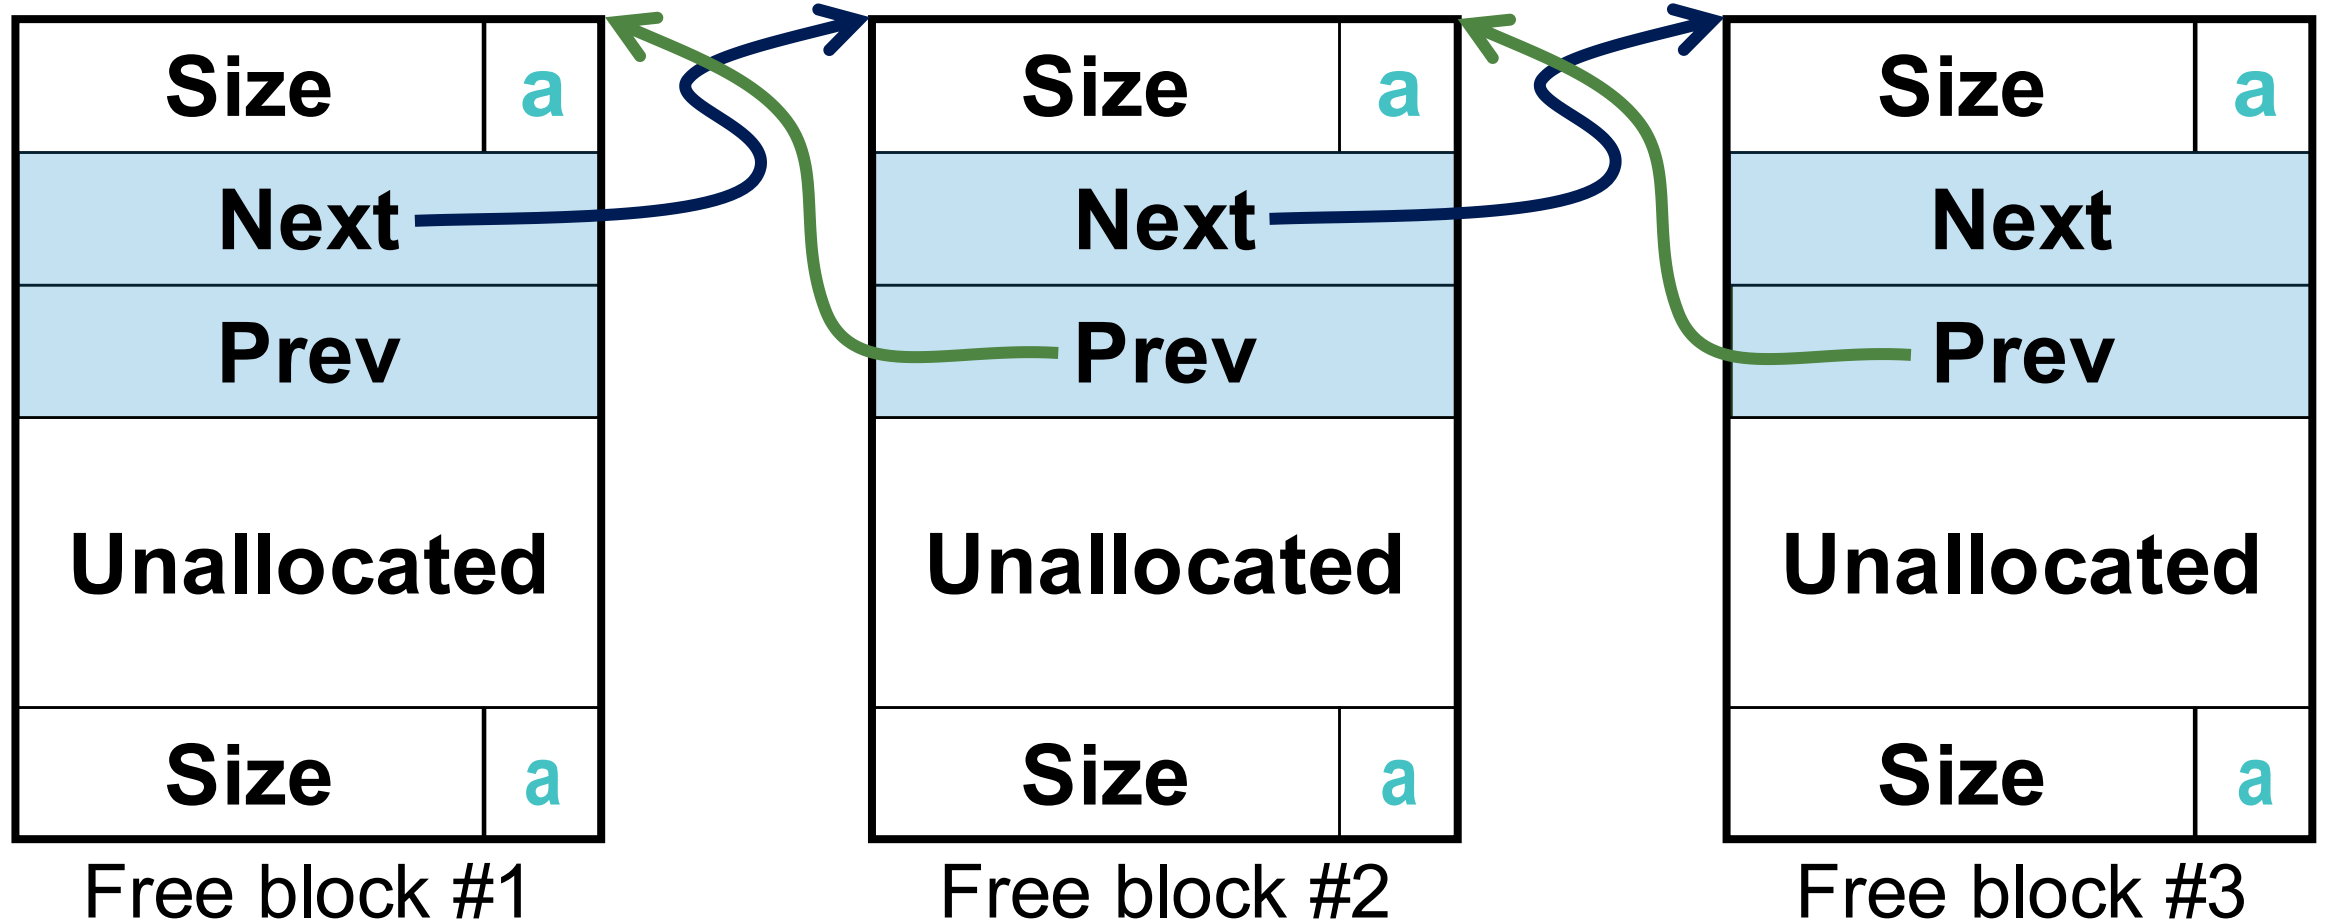 Size a
Next
Prev
Unallocated
Size a
Free block #1
Size a
Next
Prev
Unallocated
Size a
Free block #2
Size a
Next
Prev
Unallocated
Size a
Free block #3